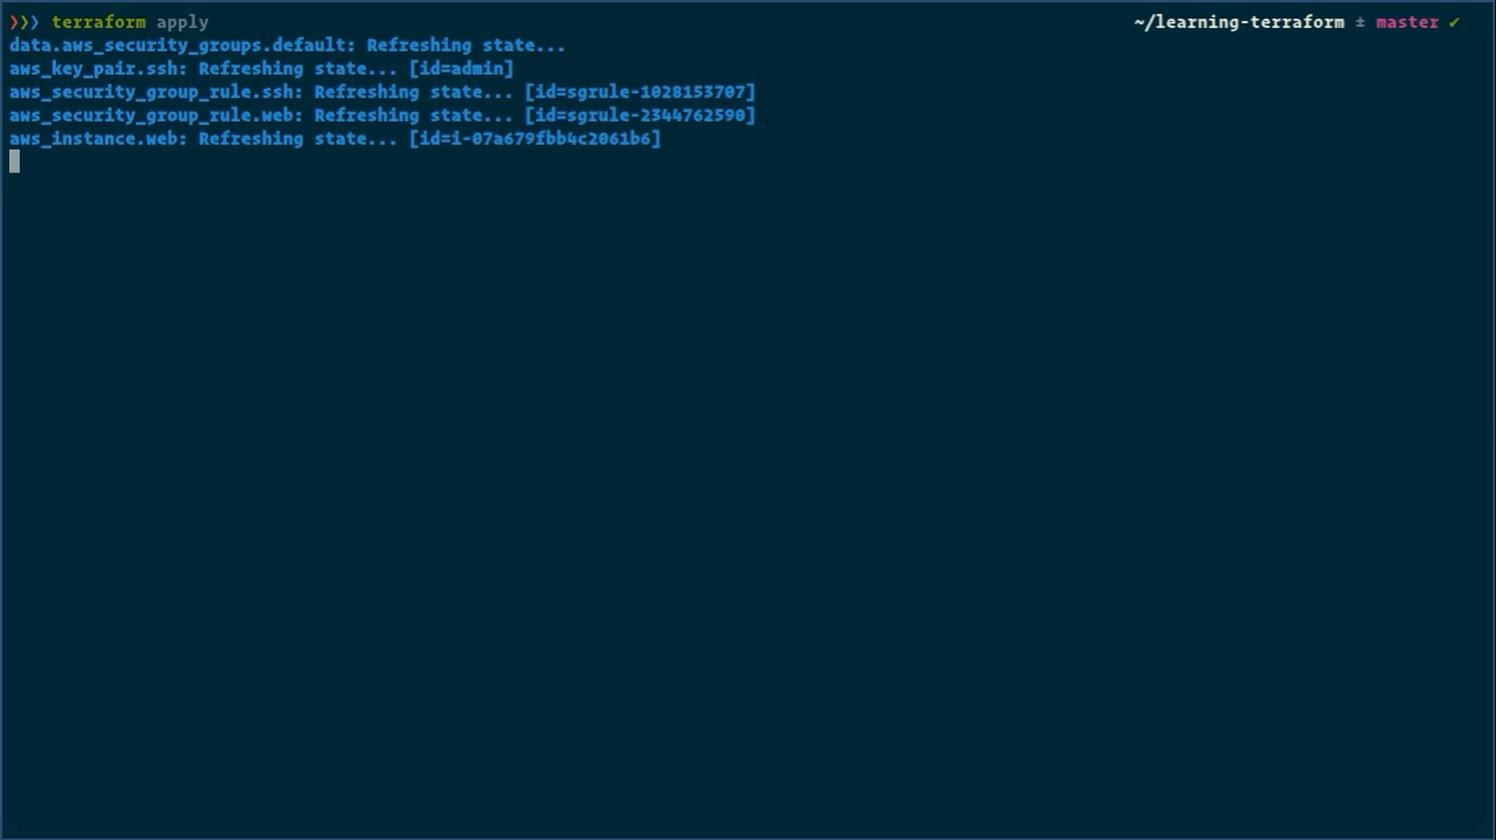 ❯❯❯ terraform apply ~/learning-terraform ± master ✔
data.aws_security_groups.default: Refreshing state...
aws_key_pair.ssh: Refreshing state... [id=admin]
aws_security_group_rule.ssh: Refreshing state... [id=sgrule-1028153707]
aws_security_group_rule.web: Refreshing state... [id=sgrule-2344762590]
aws_instance.web: Refreshing state... [id=i-07a679fbb4c2061b6]